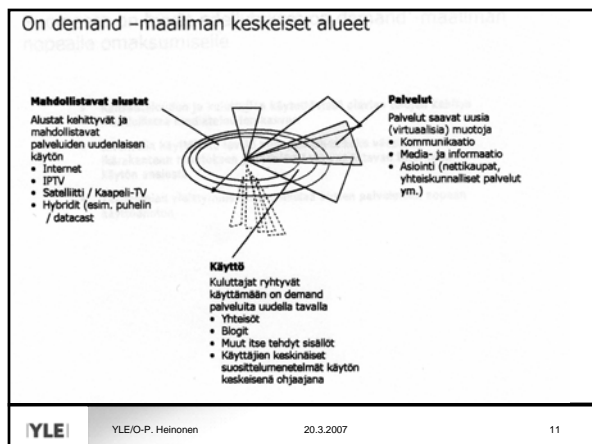 On demand –maailman keskeiset alueet
Mahdollistavat alustat
Alustat kehittyvät ja
mahdollistavat
palveluiden uudenlaisen
käytön
• Internet
• IPTV
• Satelliitti / Kaapeli-TV
• Hybridit (esim. puhelin
/ datacast
Palvelut
Palvelut saavat uusia
(virtuaalisia) muotoja
• Kommunikaatio
• Media- ja informaatio
• Asiointi (nettikaupat,
yhteiskunnalliset palvelut
ym.)
Käyttö
Kuluttajat ryhtyvät
käyttämään on demand
palveluita uudella tavalla
• Yhteisöt
• Blogit
• Muut itse tehdyt sisällöt
• Käyttäjien keskinäiset
suosittelumenetelmät käytön
keskeisenä ohjaajana
YLE
YLE/O-P. Heinonen
20.3.2007
11